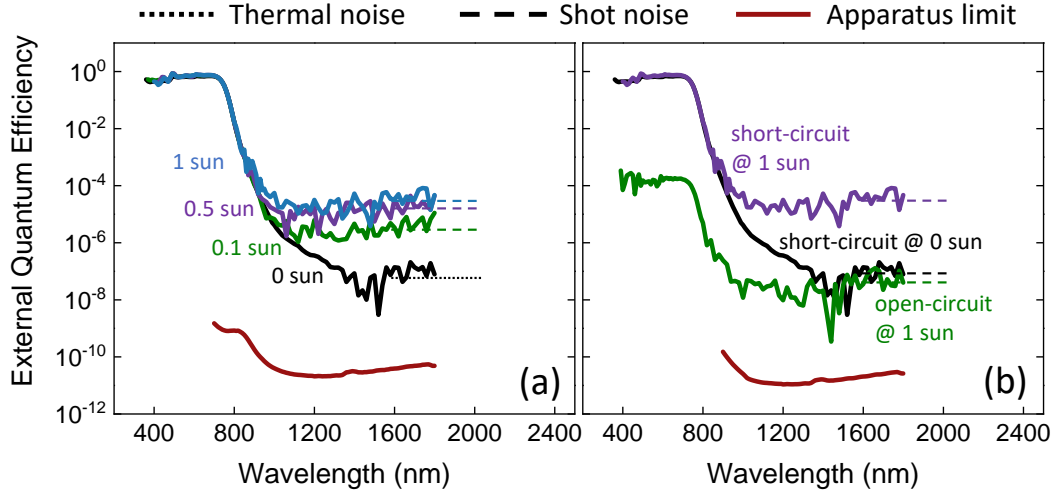 Thermal noise Shot noise Apparatus limit
External Quantum Efficiency
10^0
10^-2
10^-4
10^-6
10^-8
10^-10
10^-12
1 sun
0.5 sun
0.1 sun
0 sun
(a)
400 800 1200 1600 2000
Wavelength (nm)
short-circuit
@ 1 sun
short-circuit @ 0 sun
open-circuit
@ 1 sun
(b)
400 800 1200 1600 2000 2400
Wavelength (nm)